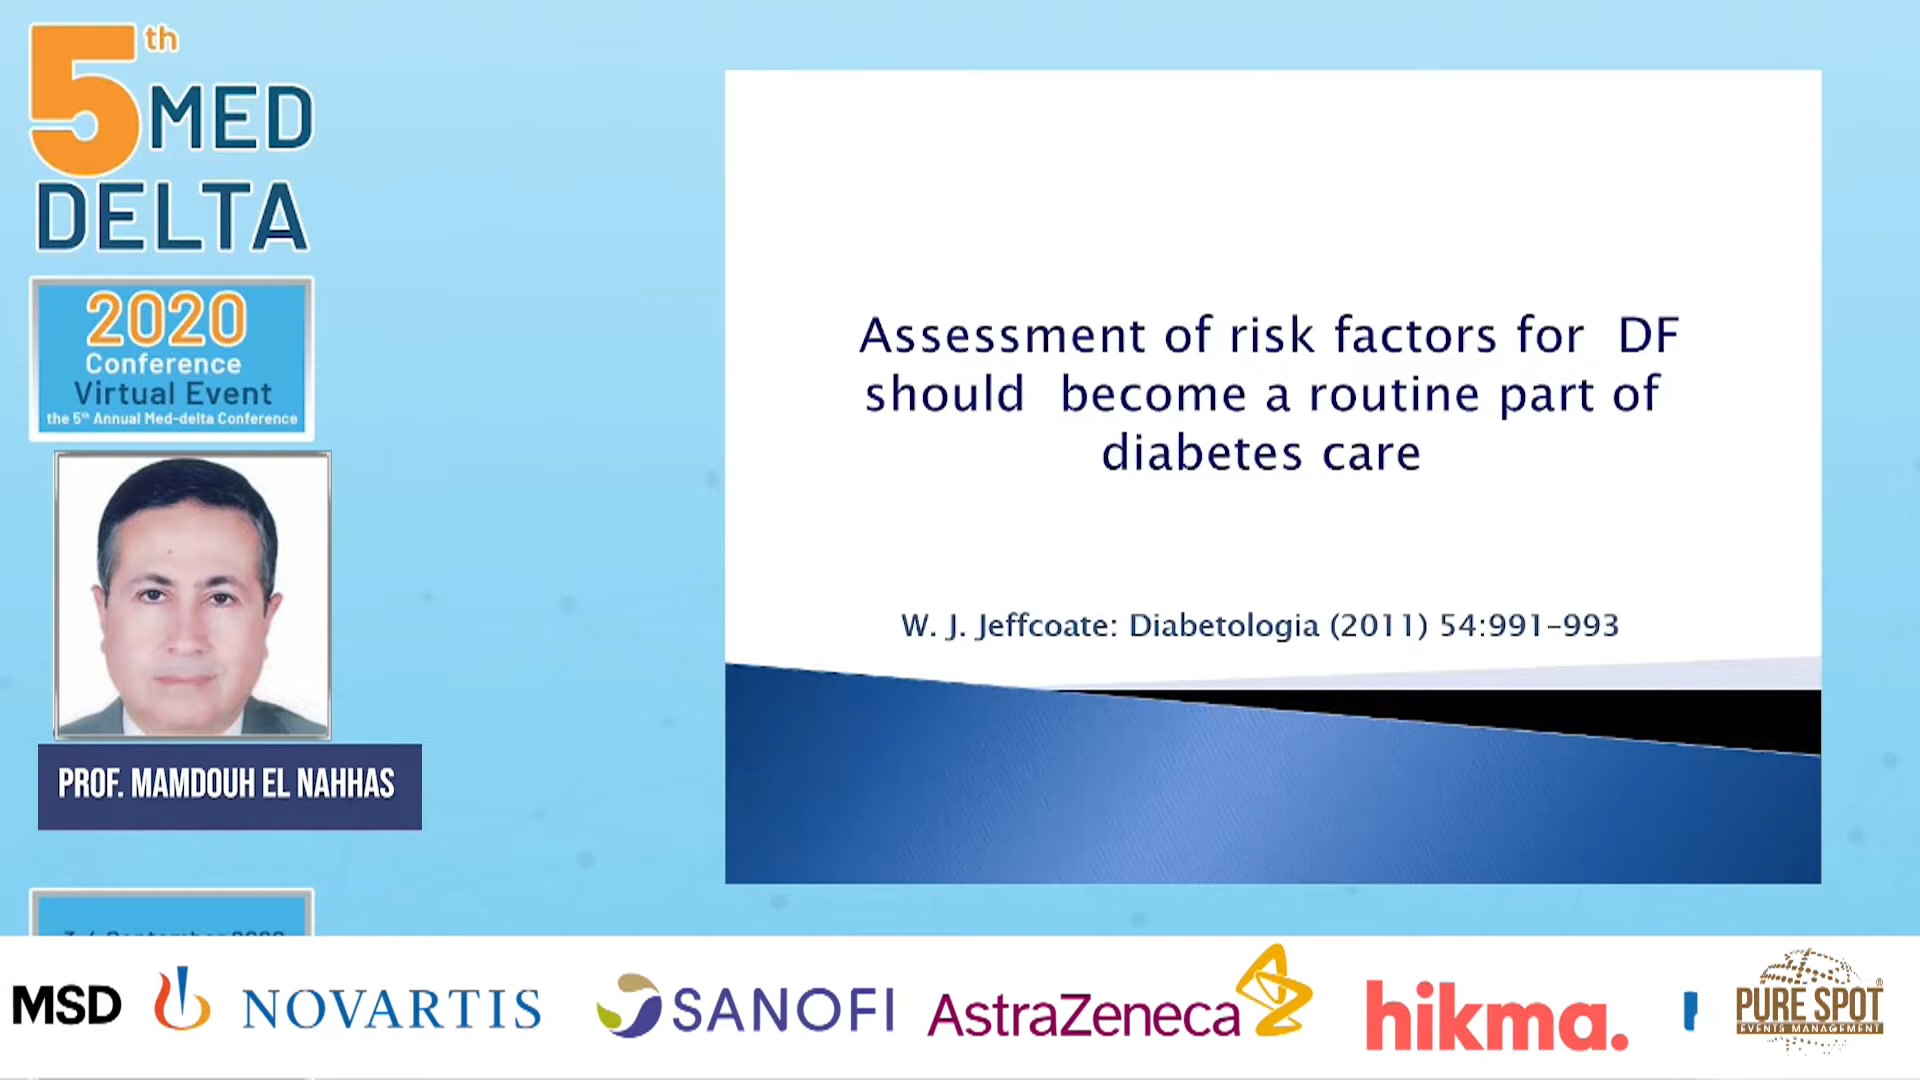 5th
MED
DELTA
2020
Conference
Virtual Event
the 5th Annual Med-delta Conference
PROF. MAMDOUH EL NAHHAS
Assessment of risk factors for DF
should become a routine part of
diabetes care
W. J. Jeffcoate: Diabetologia (2011) 54:991-993
MSD
NOVARTIS
SANOFI
AstraZeneca
hikma.
PURE SPOT
EVENTS MANAGEMENT